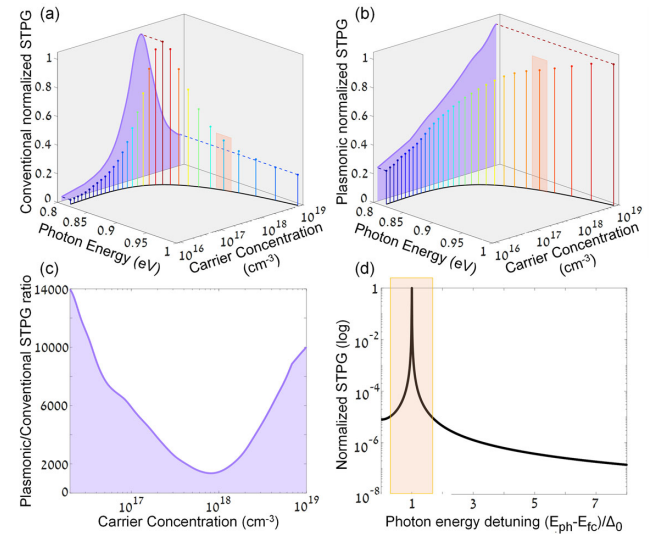 (a)
Conventional normalized STPG
1
0.8
0.6
0.4
0.2
0
0.8
0.85
0.9
0.95
1
Photon Energy (eV)
10^16
10^17
10^18
10^19
Carrier Concentration
(cm⁻³)
(b)
Plasmonic normalized STPG
1
0.8
0.6
0.4
0.2
0
0.8
0.85
0.9
0.95
1
Photon Energy (eV)
10^16
10^17
10^18
10^19
Carrier Concentration
(cm⁻³)
(c)
Plasmonic/Conventional STPG ratio
14000
10000
6000
2000
0
10^17
10^18
10^19
Carrier Concentration (cm⁻³)
(d)
Normalized STPG (log)
1
10^-2
10^-4
10^-6
10^-8
1
3
5
7
Photon energy detuning (E_ph-E_fc)/Δ_0